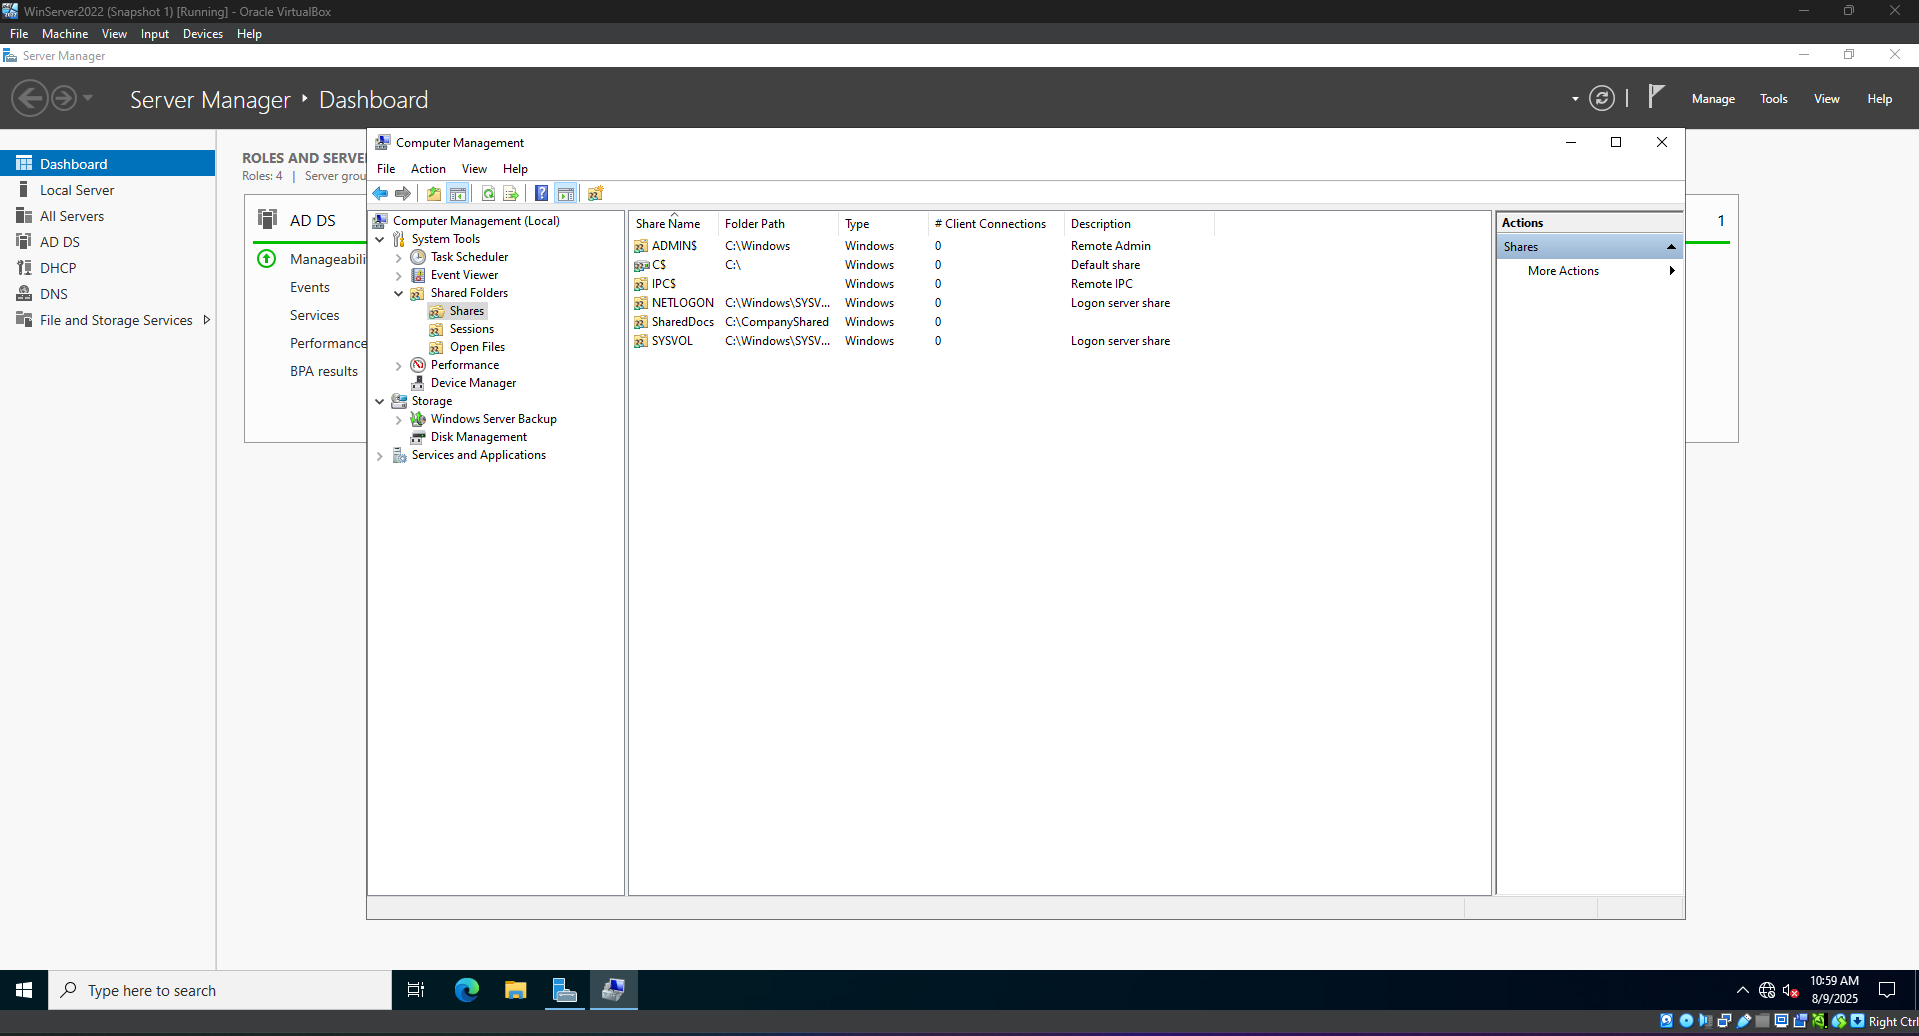 WinServer2022 (Snapshot 1) [Running] - Oracle VirtualBox
File Machine View Input Devices Help
Server Manager
Server Manager ‣ Dashboard
Manage Tools View Help
Dashboard
Local Server
All Servers
AD DS
DHCP
DNS
File and Storage Services
ROLES AND SERVE
Roles: 4 | Server grou
AD DS
Manageabili
Events
Services
Performance
BPA results
1
Computer Management
File Action View Help
Computer Management (Local)
System Tools
Task Scheduler
Event Viewer
Shared Folders
Shares
Sessions
Open Files
Performance
Device Manager
Storage
Windows Server Backup
Disk Management
Services and Applications
Share Name Folder Path Type # Client Connections Description
ADMIN$ C:\Windows Windows 0 Remote Admin
C$ C:\ Windows 0 Default share
IPC$ Windows 0 Remote IPC
NETLOGON C:\Windows\SYSV... Windows 0 Logon server share
SharedDocs C:\CompanyShared Windows 0
SYSVOL C:\Windows\SYSV... Windows 0 Logon server share
Actions
Shares
More Actions
Type here to search
10:59 AM
8/9/2025
Right Ctrl